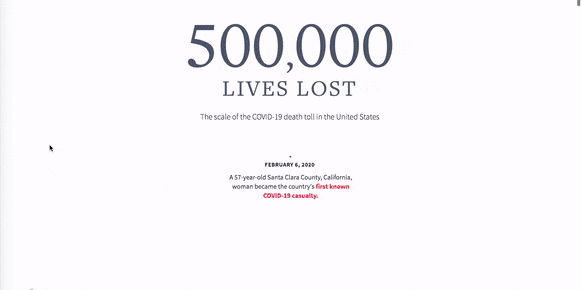 500,000
LIVES LOST
The scale of the COVID-19 death toll in the United States
FEBRUARY 6, 2020
A 57-year-old Santa Clara County, California,
woman became the country's first known
COVID-19 casualty.